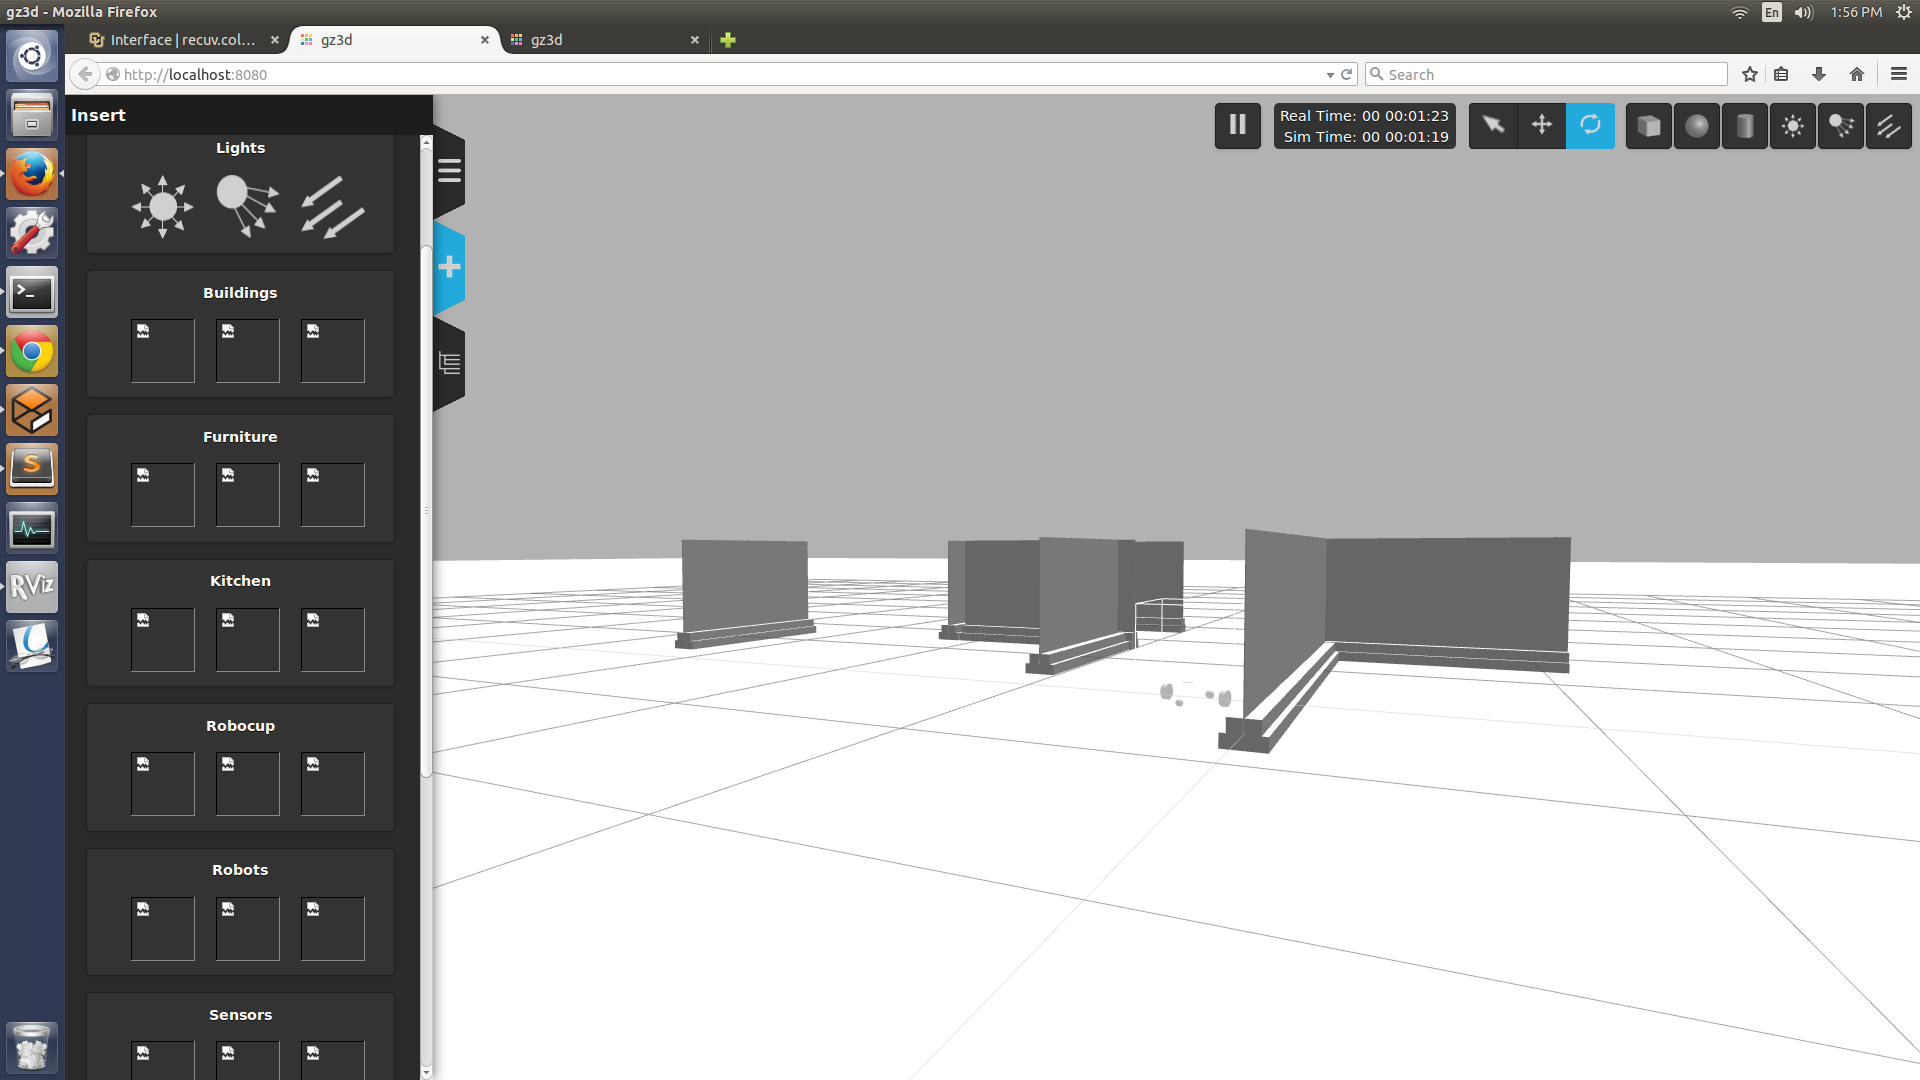 gz3d - Mozilla Firefox
En
1:56 PM
Interface | recuv.col...
gz3d
gz3d
http://localhost:8080
Search
Insert
Real Time: 00 00:01:23
Sim Time: 00 00:01:19
Lights
Buildings
Furniture
Kitchen
Robocup
Robots
Sensors
S
RViz